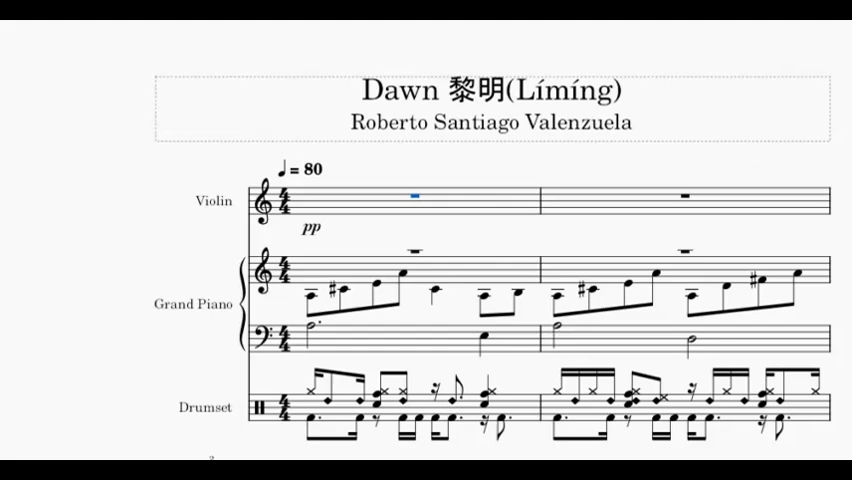 Dawn 黎明(Límíng)
Roberto Santiago Valenzuela
♩ = 80
Violin
pp
Grand Piano
Drumset